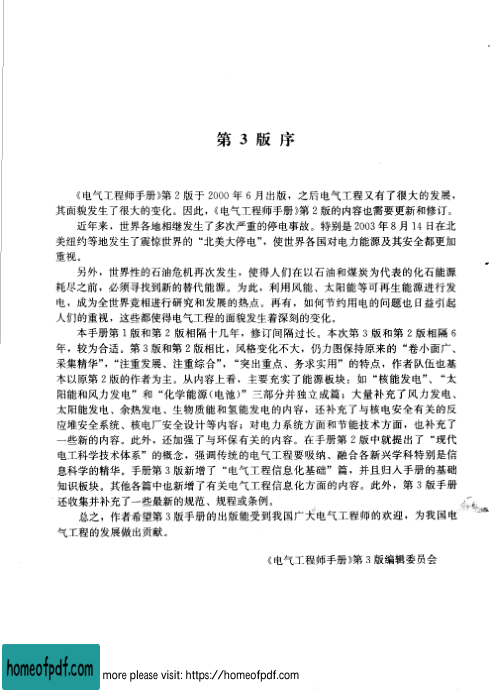 第 3 版 序
《电气工程师手册》第 2 版于 2000 年 6 月出版，之后电气工程又有了很大的发展，
其面貌发生了很大的变化。因此，《电气工程师手册》第 2 版的内容也需要更新和修订。
近年来，世界各地相继发生了多次严重的停电事故。特别是 2003 年 8 月 14 日在北
美纽约等地发生了震惊世界的“北美大停电”，使世界各国对电力能源及其安全都更加
重视。
另外，世界性的石油危机再次发生，使得人们在以石油和煤炭为代表的化石能源
耗尽之前，必须寻找到新的替代能源。为此，利用风能、太阳能等可再生能源进行发
电，成为全世界竞相进行研究和发展的热点。再有，如何节约用电的问题也日益引起
人们的重视，这些都使得电气工程的面貌发生着深刻的变化。
本手册第 1 版和第 2 版相隔十几年，修订间隔过长。本次第 3 版和第 2 版相隔 6
年，较为合适。第 3 版和第 2 版相比，风格变化不大，仍力图保持原来的“卷小面广、
采集精华”，“注重发展、注重综合”，“突出重点、务求实用”的特点，作者队伍也基
本以原第 2 版的作者为主。从内容上看，主要充实了能源板块：如“核能发电”、“太
阳能和风力发电”和“化学能源(电池)”三部分并独立成篇；大量补充了风力发电、
太阳能发电、余热发电、生物质能和氢能发电的内容，还补充了与核电安全有关的反
应堆安全系统、核电厂安全设计等内容；对电力系统方面和节能技术方面，也补充了
一些新的内容。此外，还加强了与环保有关的内容。在手册第 2 版中就提出了“现代
电工科学技术体系”的概念，强调传统的电气工程要吸纳、融合各新兴学科特别是信
息科学的精华。手册第 3 版新增了“电气工程信息化基础”篇，并且归入手册的基础
知识板块。其他各篇中也新增了有关电气工程信息化方面的内容。此外，第 3 版手册
还收集并补充了一些最新的规范、规程或条例。
总之，作者希望第 3 版手册的出版能受到我国广大电气工程师的欢迎，为我国电
气工程的发展做出贡献。
《电气工程师手册》第 3 版编辑委员会
homeofpdf.com more please visit: https://homeofpdf.com